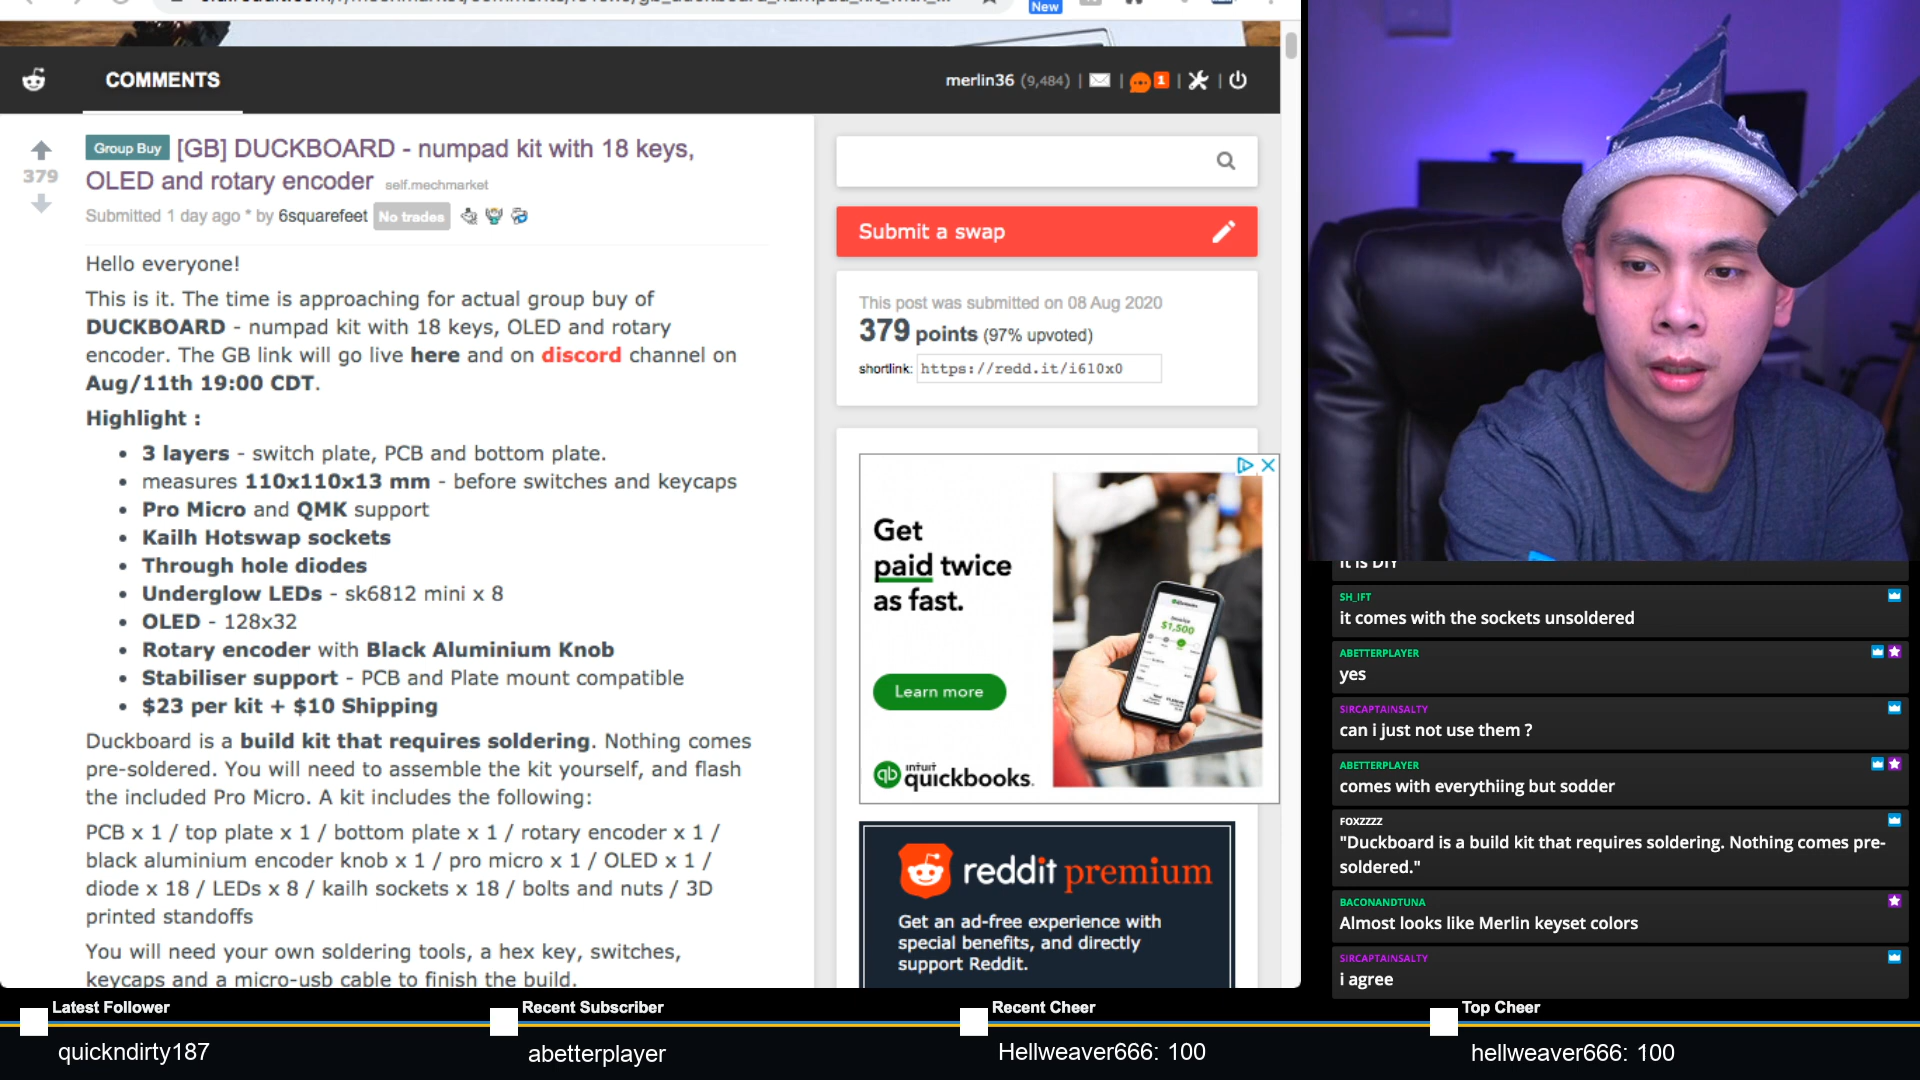 New
COMMENTS
merlin36 (9,484) | | 1 | |
379
Group Buy [GB] DUCKBOARD - numpad kit with 18 keys,
OLED and rotary encoder self.mechmarket
Submitted 1 day ago * by 6squarefeet No trades
Hello everyone!
This is it. The time is approaching for actual group buy of
DUCKBOARD - numpad kit with 18 keys, OLED and rotary
encoder. The GB link will go live here and on discord channel on
Aug/11th 19:00 CDT.
Highlight :
• 3 layers - switch plate, PCB and bottom plate.
• measures 110x110x13 mm - before switches and keycaps
• Pro Micro and QMK support
• Kailh Hotswap sockets
• Through hole diodes
• Underglow LEDs - sk6812 mini x 8
• OLED - 128x32
• Rotary encoder with Black Aluminium Knob
• Stabiliser support - PCB and Plate mount compatible
• $23 per kit + $10 Shipping
Duckboard is a build kit that requires soldering. Nothing comes
pre-soldered. You will need to assemble the kit yourself, and flash
the included Pro Micro. A kit includes the following:
PCB x 1 / top plate x 1 / bottom plate x 1 / rotary encoder x 1 /
black aluminium encoder knob x 1 / pro micro x 1 / OLED x 1 /
diode x 18 / LEDs x 8 / kailh sockets x 18 / bolts and nuts / 3D
printed standoffs
You will need your own soldering tools, a hex key, switches,
keycaps and a micro-usb cable to finish the build.
Submit a swap
This post was submitted on 08 Aug 2020
379 points (97% upvoted)
shortlink: https://redd.it/i6l0x0
Get
paid twice
as fast.
Learn more
intuit
qb quickbooks.
$1,500
reddit premium
Get an ad-free experience with
special benefits, and directly
support Reddit.
it is DIY
SH_IFT
it comes with the sockets unsoldered
ABETTERPLAYER
yes
SIRCAPTAINSALTY
can i just not use them ?
ABETTERPLAYER
comes with everythiing but sodder
FOXZZZZ
"Duckboard is a build kit that requires soldering. Nothing comes pre-
soldered."
BACONANDTUNA
Almost looks like Merlin keyset colors
SIRCAPTAINSALTY
i agree
Latest Follower
quickndirty187
Recent Subscriber
abetterplayer
Recent Cheer
Hellweaver666: 100
Top Cheer
hellweaver666: 100